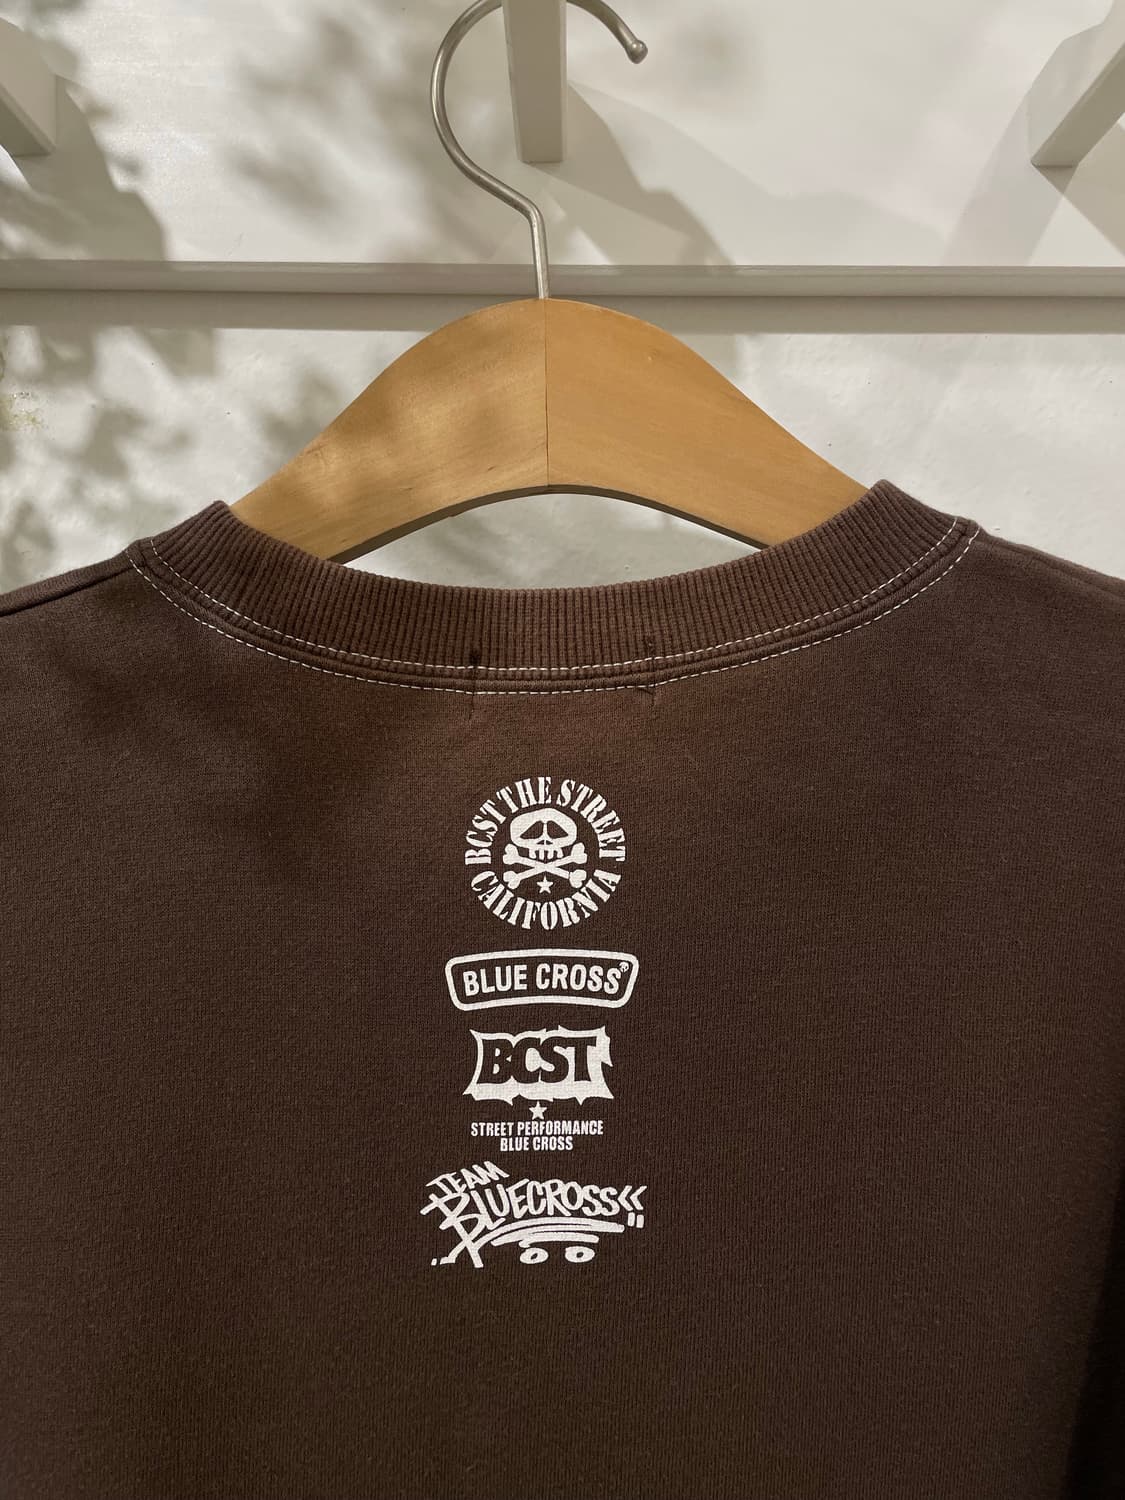 BCST THE STREET
CALIFORNIA
BLUE CROSS
BCST
STREET PERFORMANCE
BLUE CROSS
TEAM
BLUECROSS